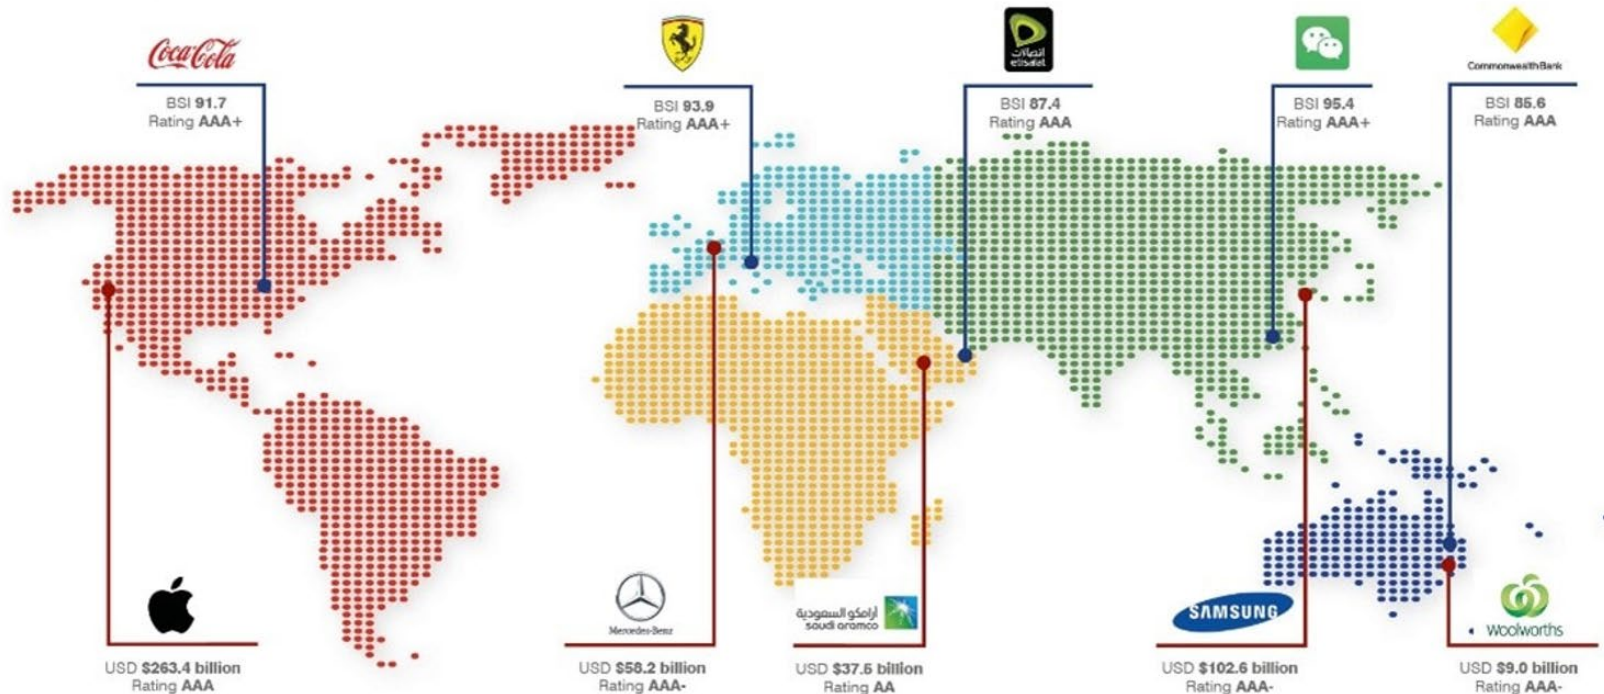 Coca-Cola
BSI 91.7
Rating AAA+
BSI 93.9
Rating AAA+
اتصالات
etisalat
BSI 87.4
Rating AAA
BSI 95.4
Rating AAA+
CommonwealthBank
BSI 85.6
Rating AAA
USD $263.4 billion
Rating AAA
Mercedes-Benz
USD $58.2 billion
Rating AAA-
أرامكو السعودية
saudi aramco
USD $37.5 billion
Rating AA
SAMSUNG
USD $102.6 billion
Rating AAA-
Woolworths
USD $9.0 billion
Rating AAA-